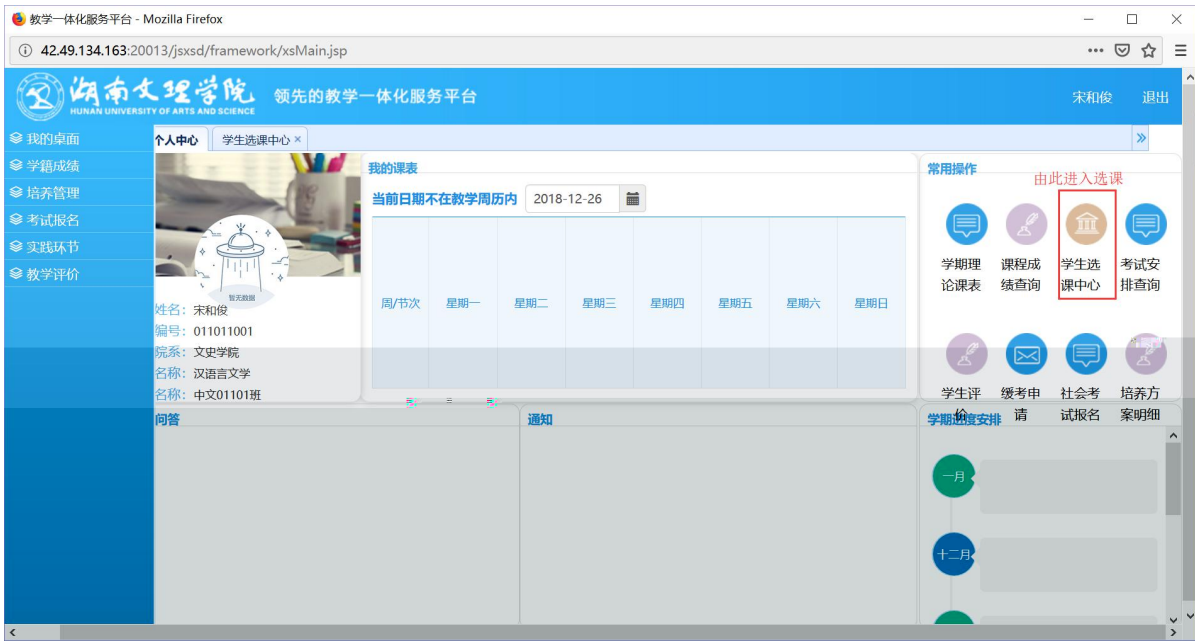 教学一体化服务平台 - Mozilla Firefox
42.49.134.163:20013/jsxsd/framework/xsMain.jsp
湖南文理学院
HUNAN UNIVERSITY OF ARTS AND SCIENCE
领先的教学一体化服务平台
宋和俊 退出
我的桌面
学籍成绩
培养管理
考试报名
实践环节
教学评价
个人中心 学生选课中心 ×
暂无数据
姓名: 宋和俊
编号: 011011001
院系: 文史学院
名称: 汉语言文学
名称: 中文01101班
我的课表
当前日期不在教学周历内 2018-12-26
周/节次 星期一 星期二 星期三 星期四 星期五 星期六 星期日
常用操作
由此进入选课
学期理论课表
课程成绩查询
学生选课中心
考试安排查询
学生评价
缓考申请
社会考试报名
培养方案明细
问答
通知
学期进度安排
一月
十二月